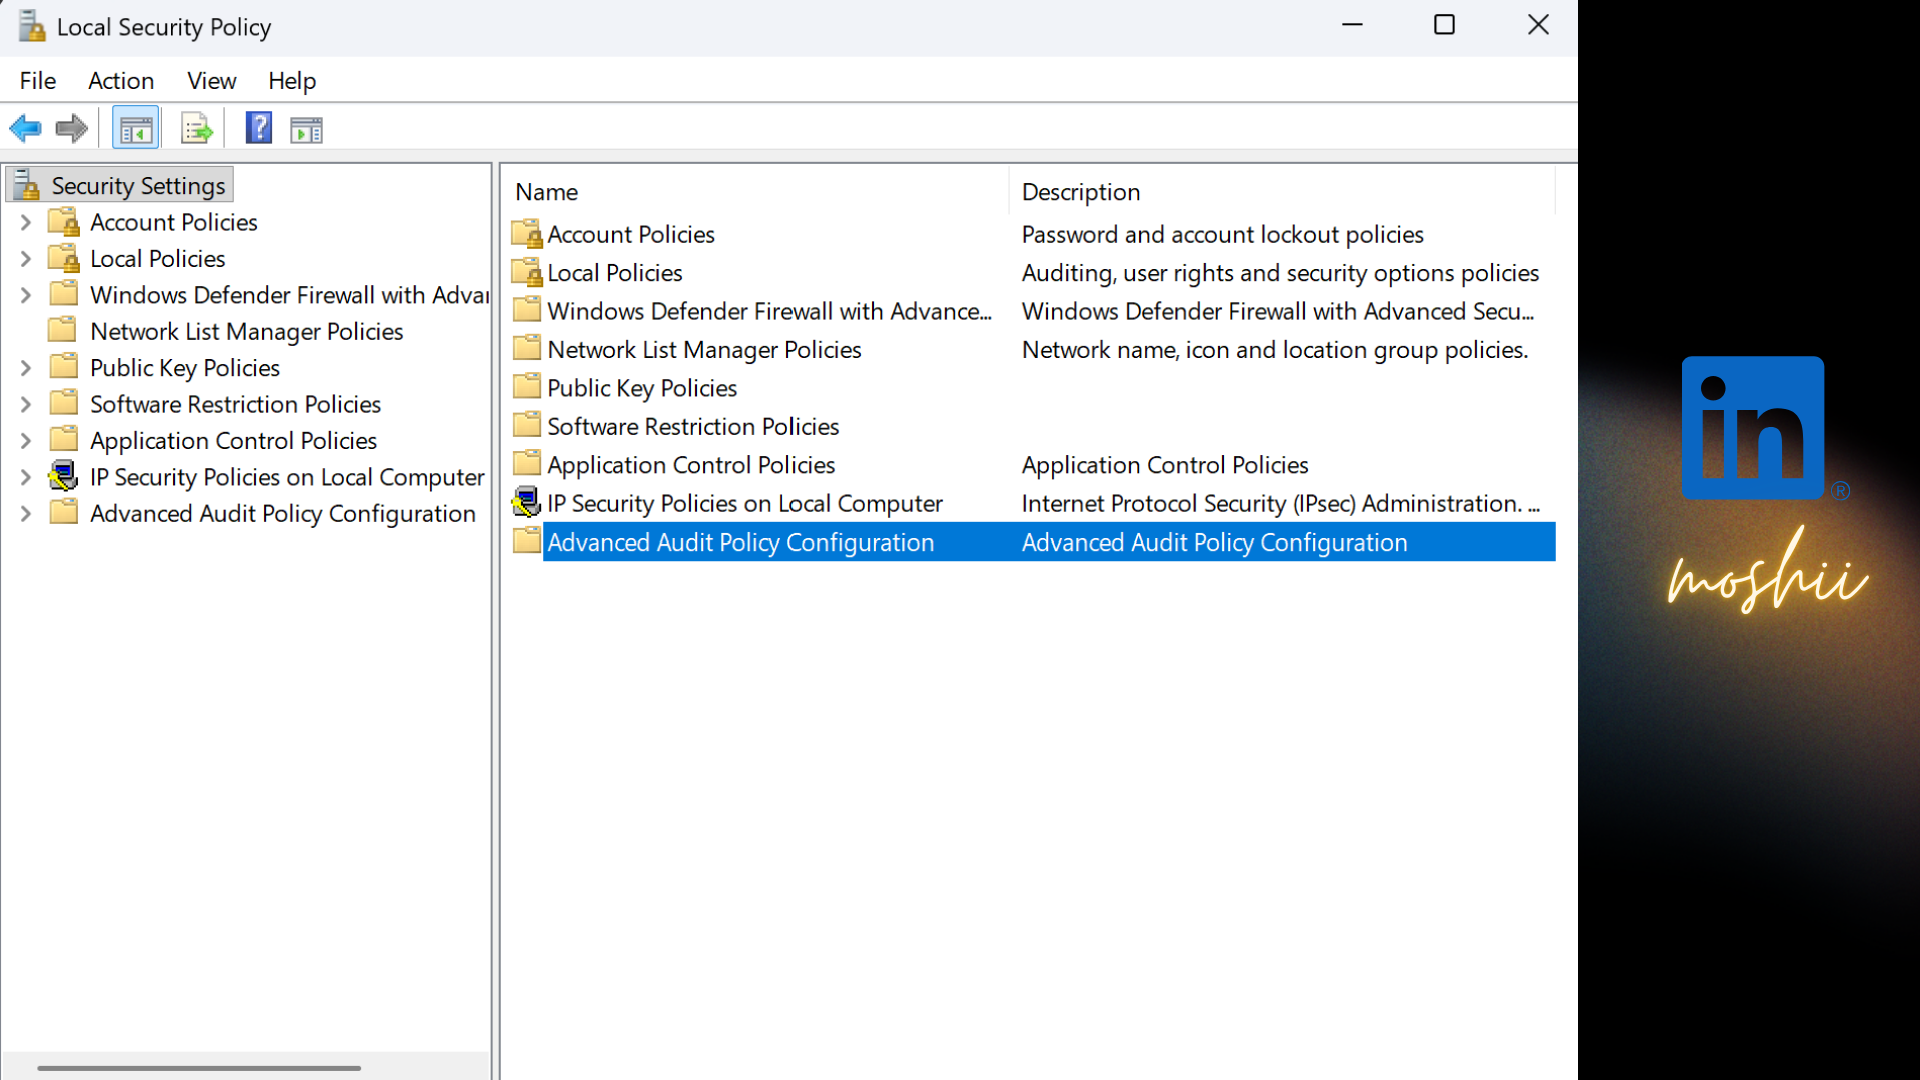 Local Security Policy
File Action View Help
Security Settings
Account Policies
Local Policies
Windows Defender Firewall with Advan
Network List Manager Policies
Public Key Policies
Software Restriction Policies
Application Control Policies
IP Security Policies on Local Computer
Advanced Audit Policy Configuration
Name Description
Account Policies Password and account lockout policies
Local Policies Auditing, user rights and security options policies
Windows Defender Firewall with Advance... Windows Defender Firewall with Advanced Secu...
Network List Manager Policies Network name, icon and location group policies.
Public Key Policies
Software Restriction Policies
Application Control Policies Application Control Policies
IP Security Policies on Local Computer Internet Protocol Security (IPsec) Administration. ...
Advanced Audit Policy Configuration Advanced Audit Policy Configuration
in®
moshii